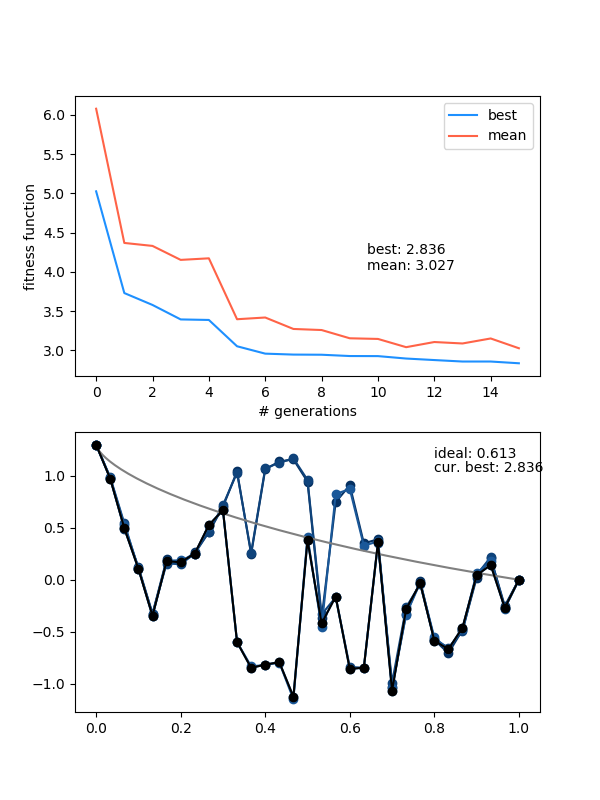 6.0
5.5
5.0
4.5
4.0
3.5
3.0
fitness function
best
mean
best: 2.836
mean: 3.027
0 2 4 6 8 10 12 14
# generations
ideal: 0.613
cur. best: 2.836
1.0
0.5
0.0
−0.5
−1.0
0.0 0.2 0.4 0.6 0.8 1.0